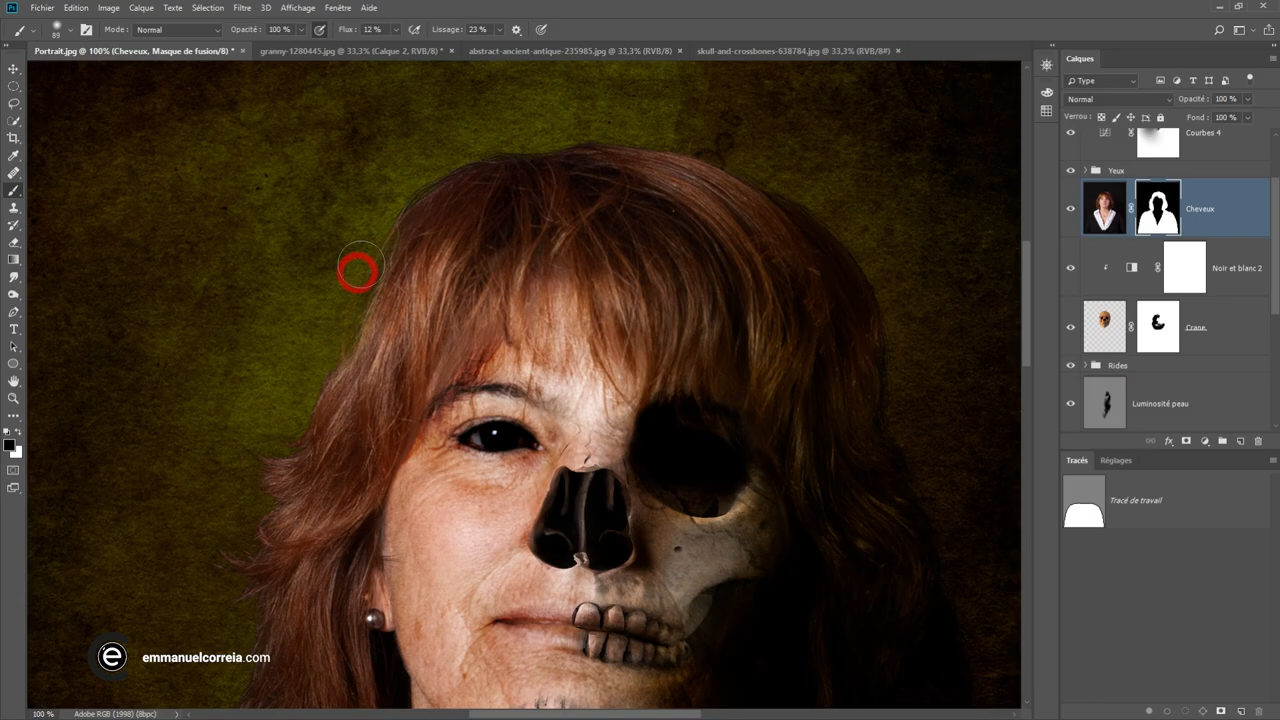 Ps Fichier Edition Image Calque Texte Sélection Filtre 3D Affichage Fenêtre Aide
89 Mode : Normal Opacité : 100 % Flux : 12 % Lissage : 23 %
Portrait.jpg @ 100% (Cheveux, Masque de fusion/8) * × granny-1280445.jpg @ 33,3% (Calque 2, RVB/8) * × abstract-ancient-antique-235985.jpg @ 33,3% (RVB/8) × skull-and-crossbones-638784.jpg @ 33,3% (RVB/8#) ×
Calques
Type
Normal Opacité : 100 %
Verrou : Fond : 100 %
Courbes 4
Yeux
Cheveux
Noir et blanc 2
Crane
Rides
Luminosité peau
fx
Tracés Réglages
Tracé de travail
e emmanuelcorreia.com
100 % Adobe RGB (1998) (8bpc)